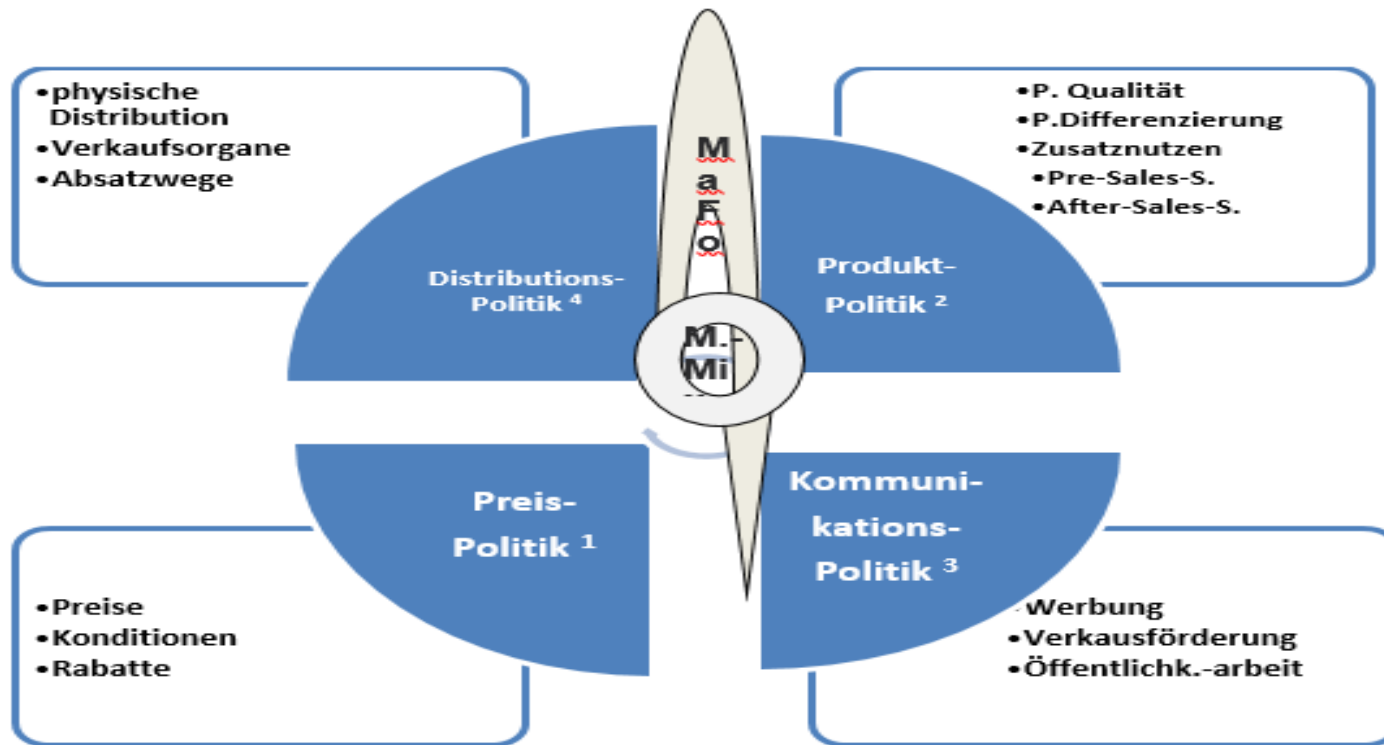 •physische
Distribution
•Verkaufsorgane
•Absatzwege
•P. Qualität
•P.Differenzierung
•Zusatznutzen
•Pre-Sales-S.
•After-Sales-S.
M
a
F
o
Distributions-
Politik ⁴
Produkt-
Politik ²
M.-
Mi
Preis-
Politik ¹
Kommuni-
kations-
Politik ³
•Preise
•Konditionen
•Rabatte
•Werbung
•Verkausförderung
•Öffentlichk.-arbeit